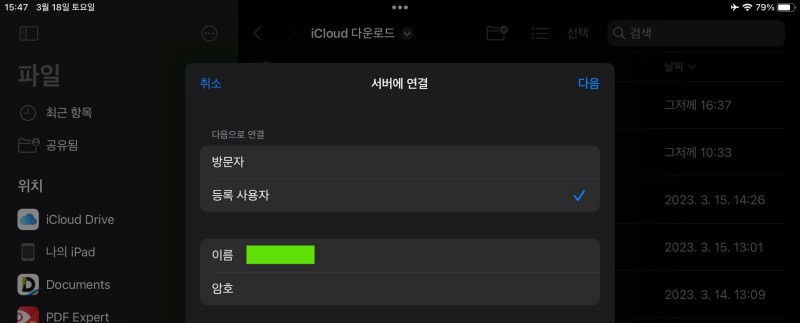 15:47 3월 18일 토요일
79%
파일
최근 항목
공유됨
위치
iCloud Drive
나의 iPad
Documents
PDF Expert
iCloud 다운로드
선택
검색
날짜
그저께 16:37
그저께 10:33
2023. 3. 15. 14:26
2023. 3. 15. 13:01
2023. 3. 14. 13:09
취소
서버에 연결
다음
다음으로 연결
방문자
등록 사용자
이름
암호